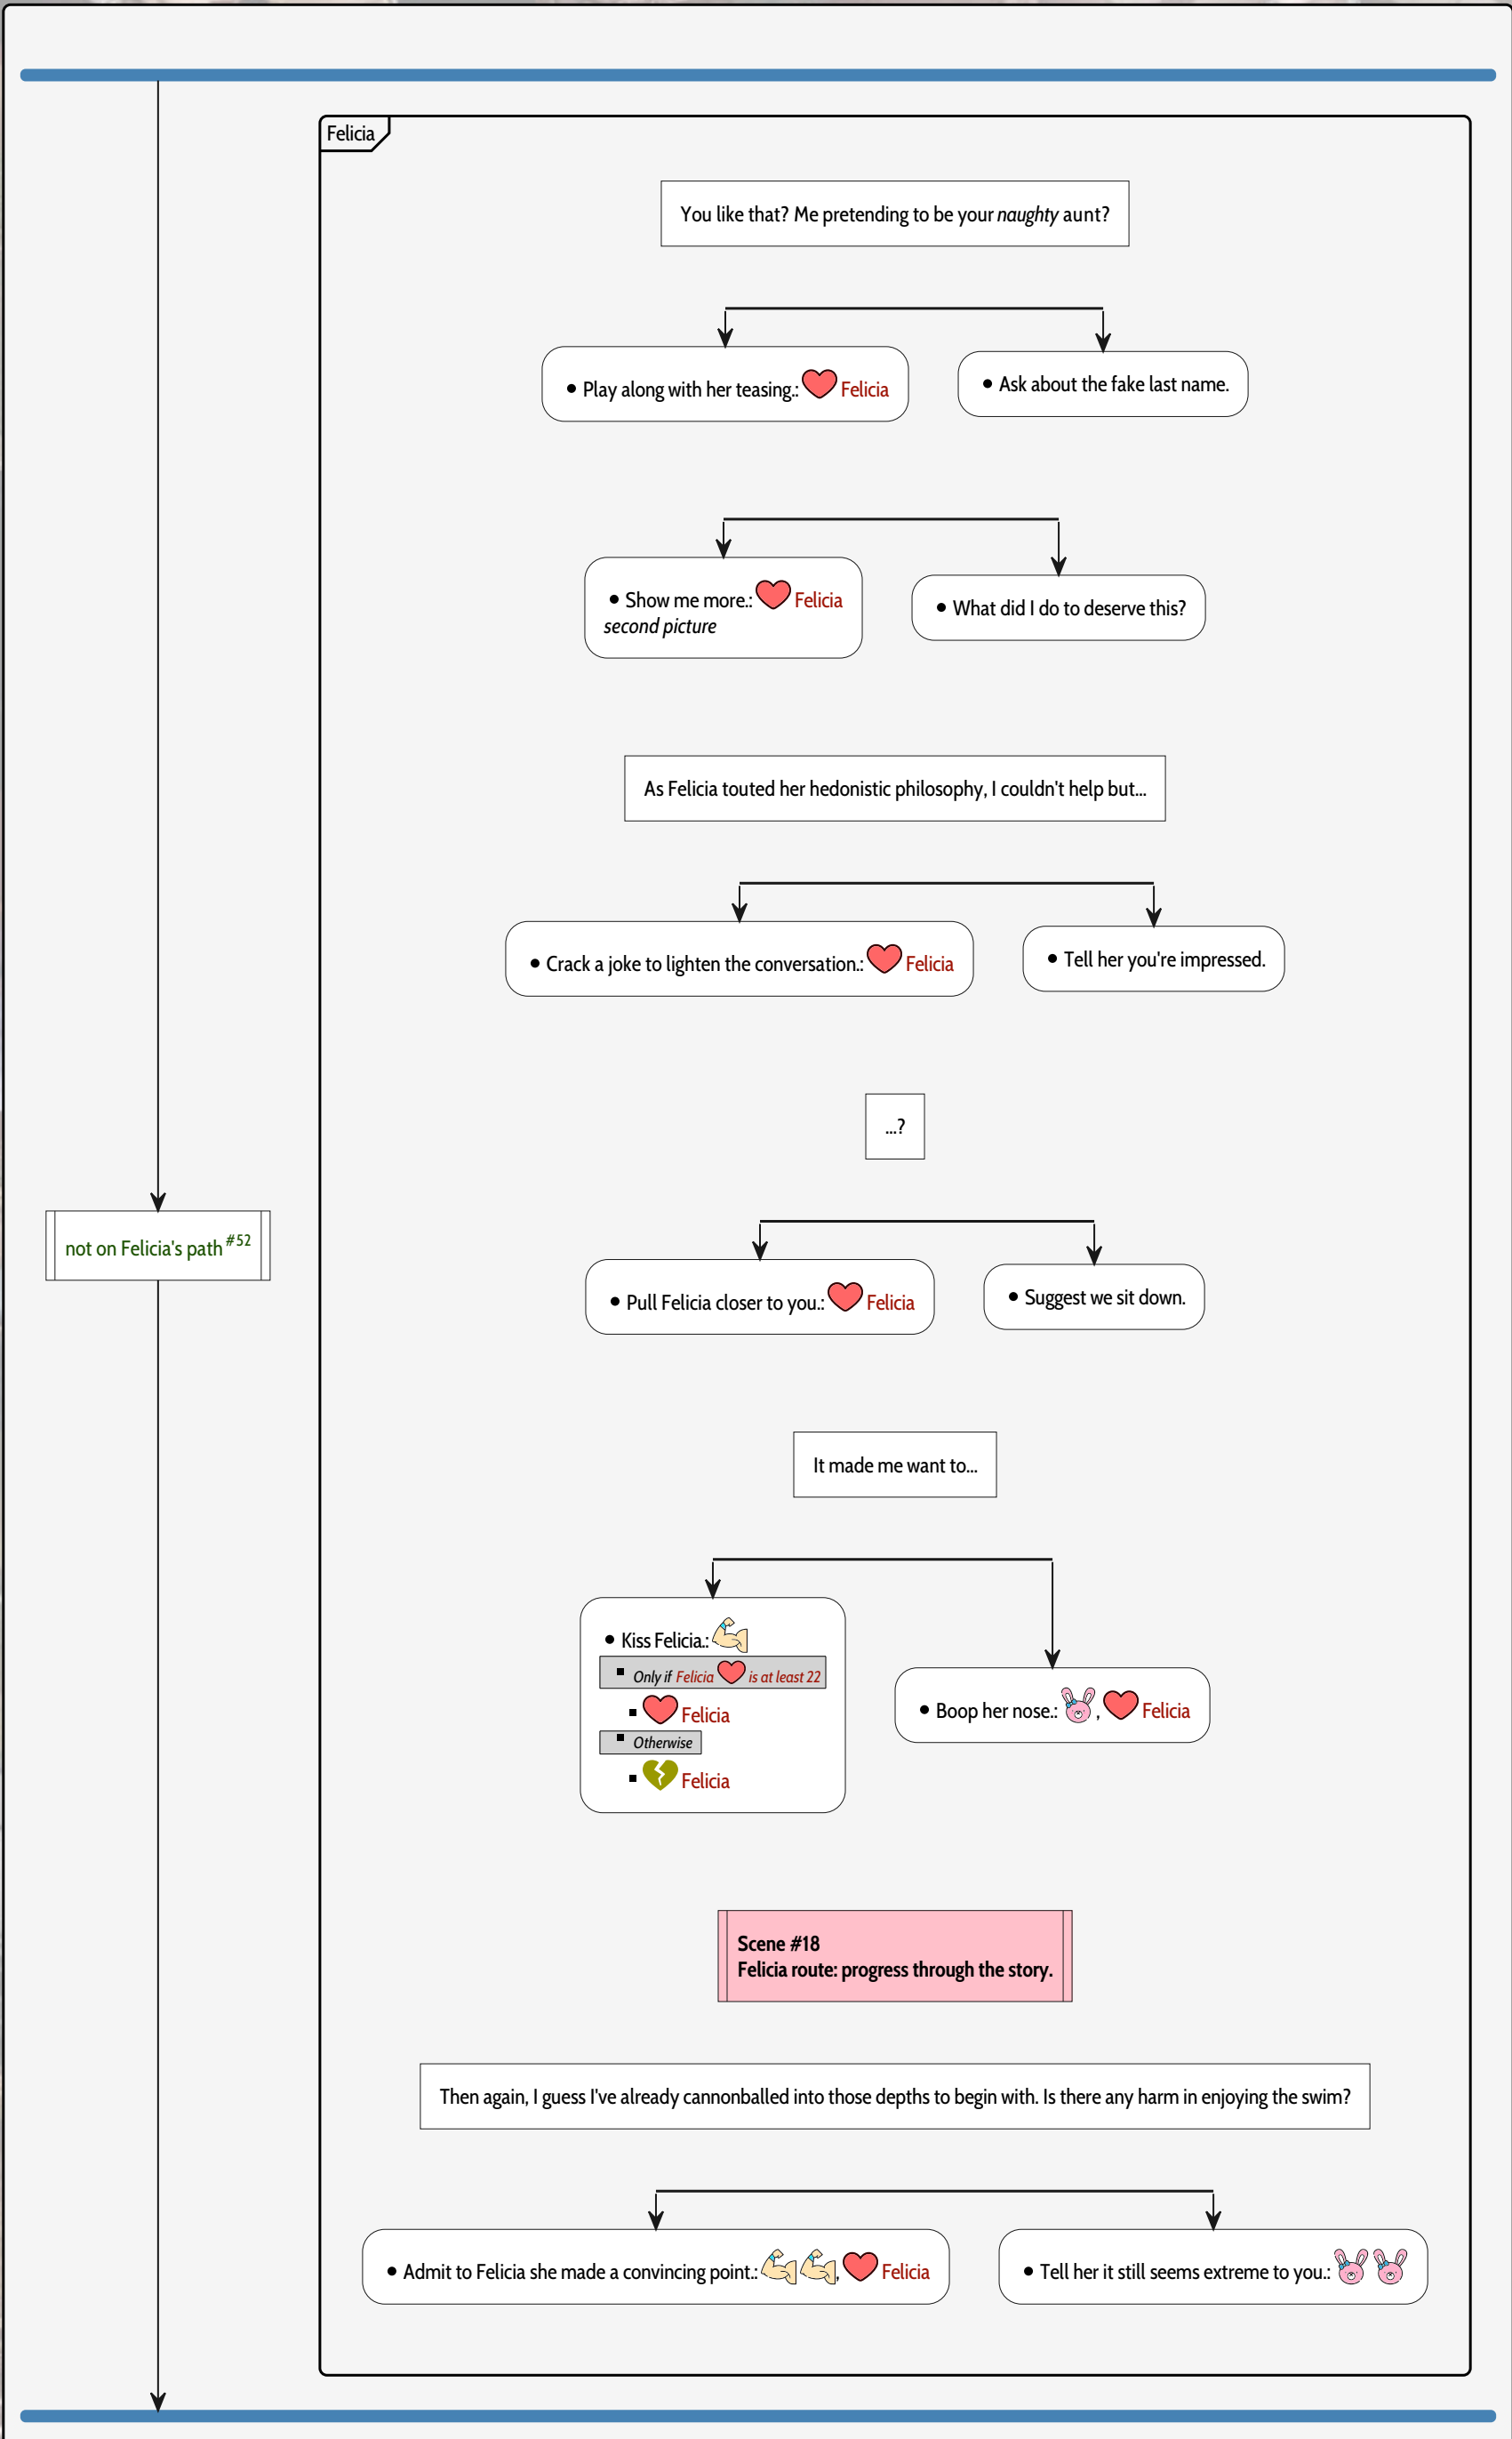 Felicia
You like that? Me pretending to be your naughty aunt?
Play along with her teasing.: Felicia
Ask about the fake last name.
Show me more.: Felicia
second picture
What did I do to deserve this?
As Felicia touted her hedonistic philosophy, I couldn't help but...
Crack a joke to lighten the conversation.: Felicia
Tell her you're impressed.
...?
not on Felicia's path #52
Pull Felicia closer to you.: Felicia
Suggest we sit down.
It made me want to...
Kiss Felicia.:
Only if Felicia is at least 22
Felicia
Otherwise
Felicia
Boop her nose.: , Felicia
Scene #18
Felicia route: progress through the story.
Then again, I guess I've already cannonballed into those depths to begin with. Is there any harm in enjoying the swim?
Admit to Felicia she made a convincing point.: , Felicia
Tell her it still seems extreme to you.: